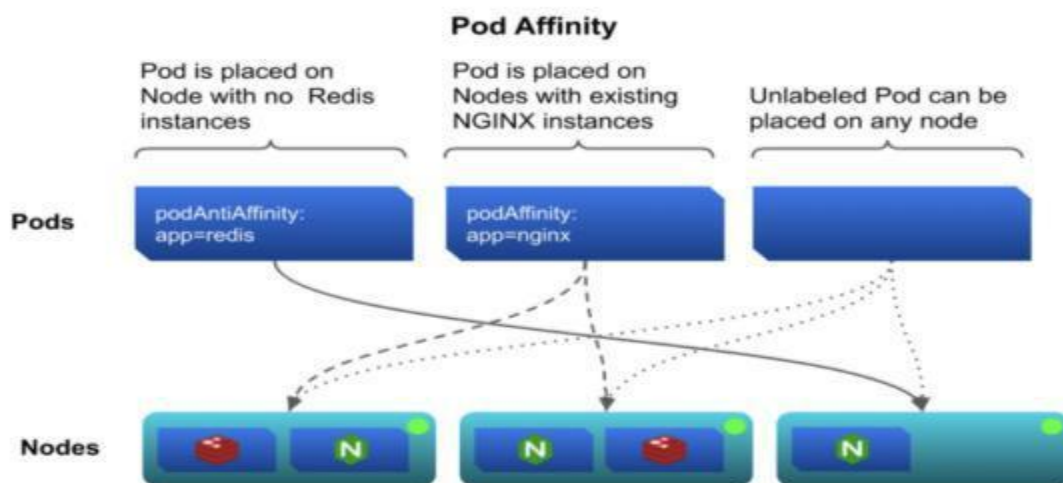 Pod Affinity
Pod is placed on
Node with no Redis
instances
Pod is placed on
Nodes with existing
NGINX instances
Unlabeled Pod can be
placed on any node
Pods
podAntiAffinity:
app=redis
podAffinity:
app=nginx
Nodes
N
N
N